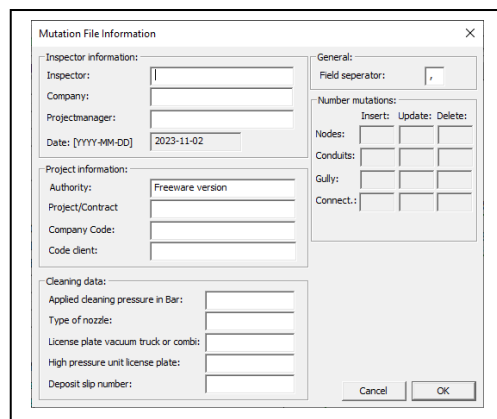 Mutation File Information
Inspector information:
Inspector:
Company:
Projectmanager:
Date: [YYYY-MM-DD] 2023-11-02
General:
Field seperator: ,
Number mutations:
Insert: Update: Delete:
Nodes:
Conduits:
Gully:
Connect.:
Project information:
Authority: Freeware version
Project/Contract
Company Code:
Code client:
Cleaning data:
Applied cleaning pressure in Bar:
Type of nozzle:
License plate vacuum truck or combi:
High pressure unit license plate:
Deposit slip number:
Cancel OK